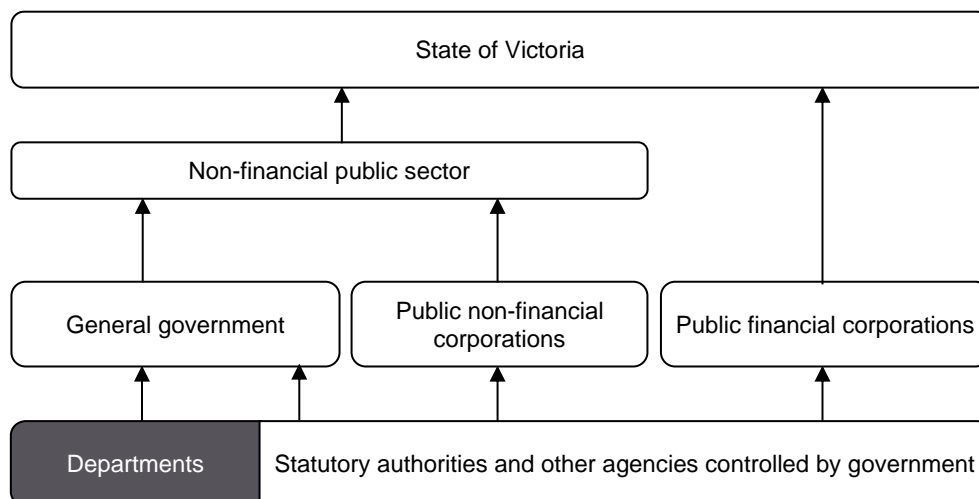 State of Victoria
Non-financial public sector
General government
Public non-financial
corporations
Public financial corporations
Departments
Statutory authorities and other agencies controlled by government